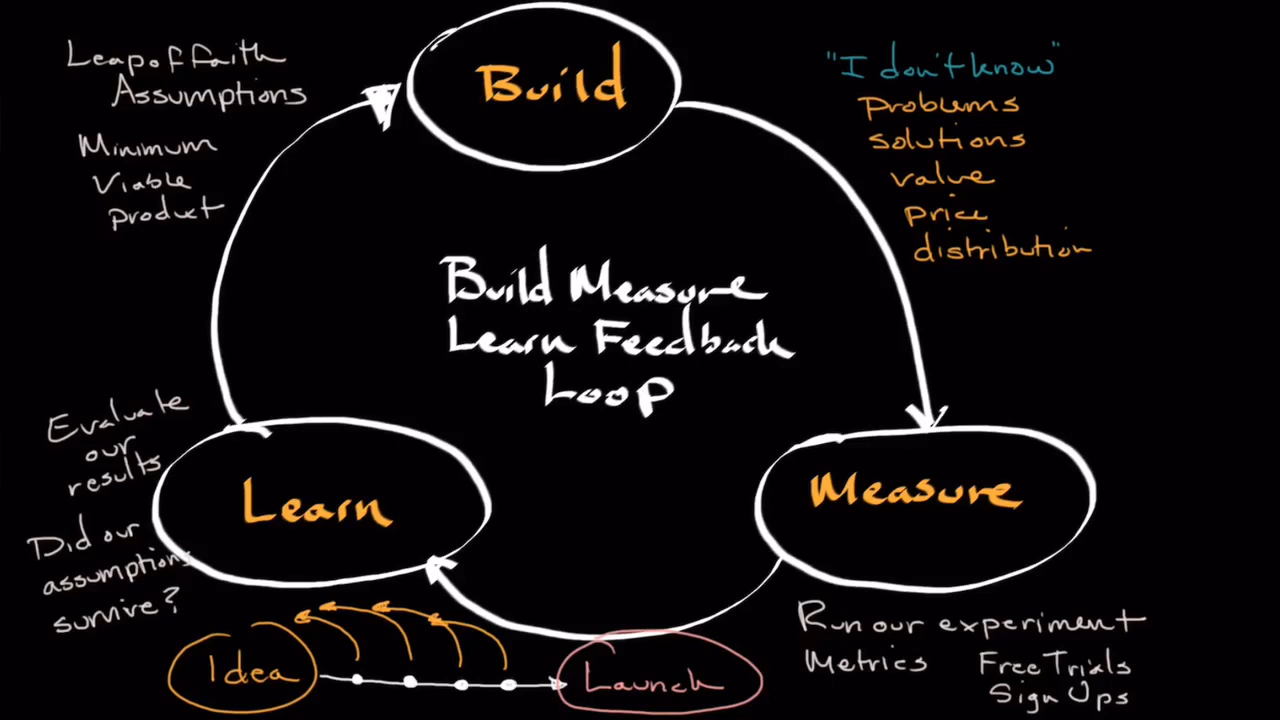 Leap of faith
Assumptions
Minimum
Viable
product
Build
"I don't know"
problems
solutions
value
price
distribution
Build Measure
Learn Feedback
Loop
Evaluate
our
results
Did our
assumptions
survive?
Learn
Measure
Run our experiment
Metrics
Free Trials
Sign Ups
Idea
Launch